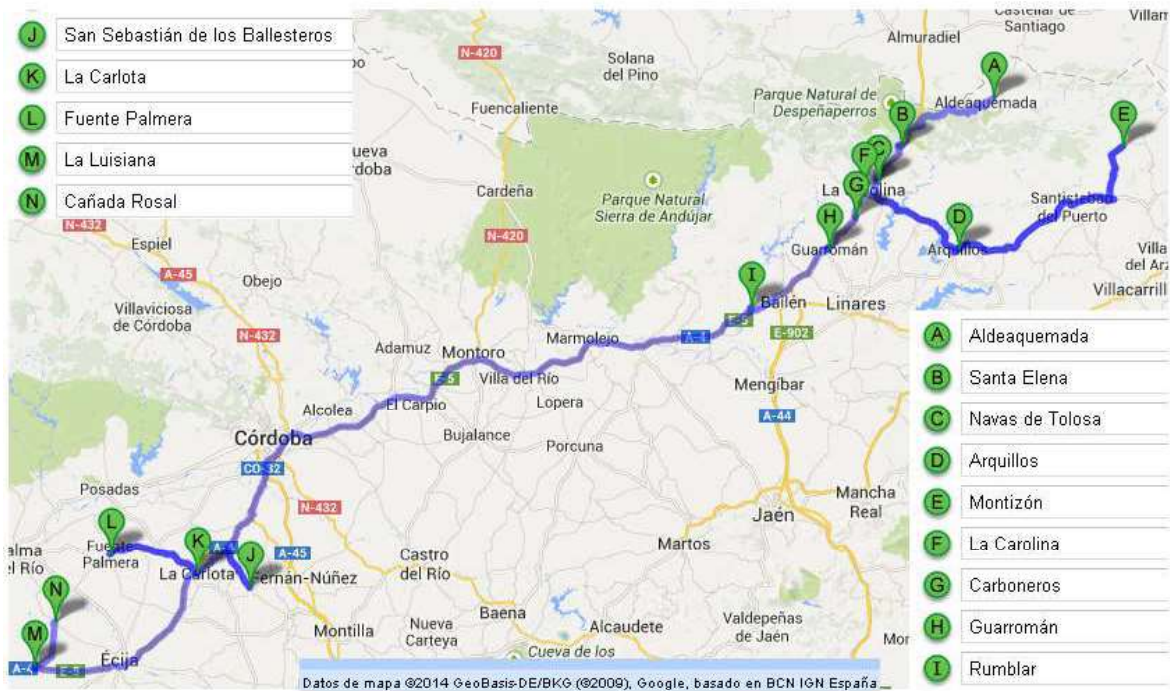 J San Sebastián de los Ballesteros
K La Carlota
L Fuente Palmera
M La Luisiana
N Cañada Rosal
N-420
Solana
del Pino
Almuradiel
Santiago
A
Parque Natural de
Despeñaperros
Aldeaquemada
Fuencaliente
B
E
F
C
Cardeña
Parque Natural
Sierra de Andújar
G
La Carolina
Santisteban
del Puerto
N-432
Espiel
N-420
H
D
Guarromán
Arquillos
A-45
Obejo
I
Bailén
Linares
Villacarrill
Villaviciosa
de Córdoba
N-432
Adamuz
Montoro
Marmolejo
A-4
E-5
E-902
E-5
Villa del Río
Mengíbar
Alcolea
El Carpio
Lopera
A-44
Córdoba
Bujalance
Porcuna
CO-32
Posadas
N-432
Jaén
Mancha
Real
L
Fuente
Palmera
K
A-4
J
A-45
Martos
La Carlota
Fernán-Núñez
Castro
del Río
N
Baena
Valdepeñas
de Jaén
M
Montilla
Nueva
Carteya
Alcaudete
A-4
E-5
Écija
Cueva de los
A Aldeaquemada
B Santa Elena
C Navas de Tolosa
D Arquillos
E Montizón
F La Carolina
G Carboneros
H Guarromán
I Rumblar
Datos de mapa ©2014 GeoBasis-DE/BKG (©2009), Google, basado en BCN IGN España